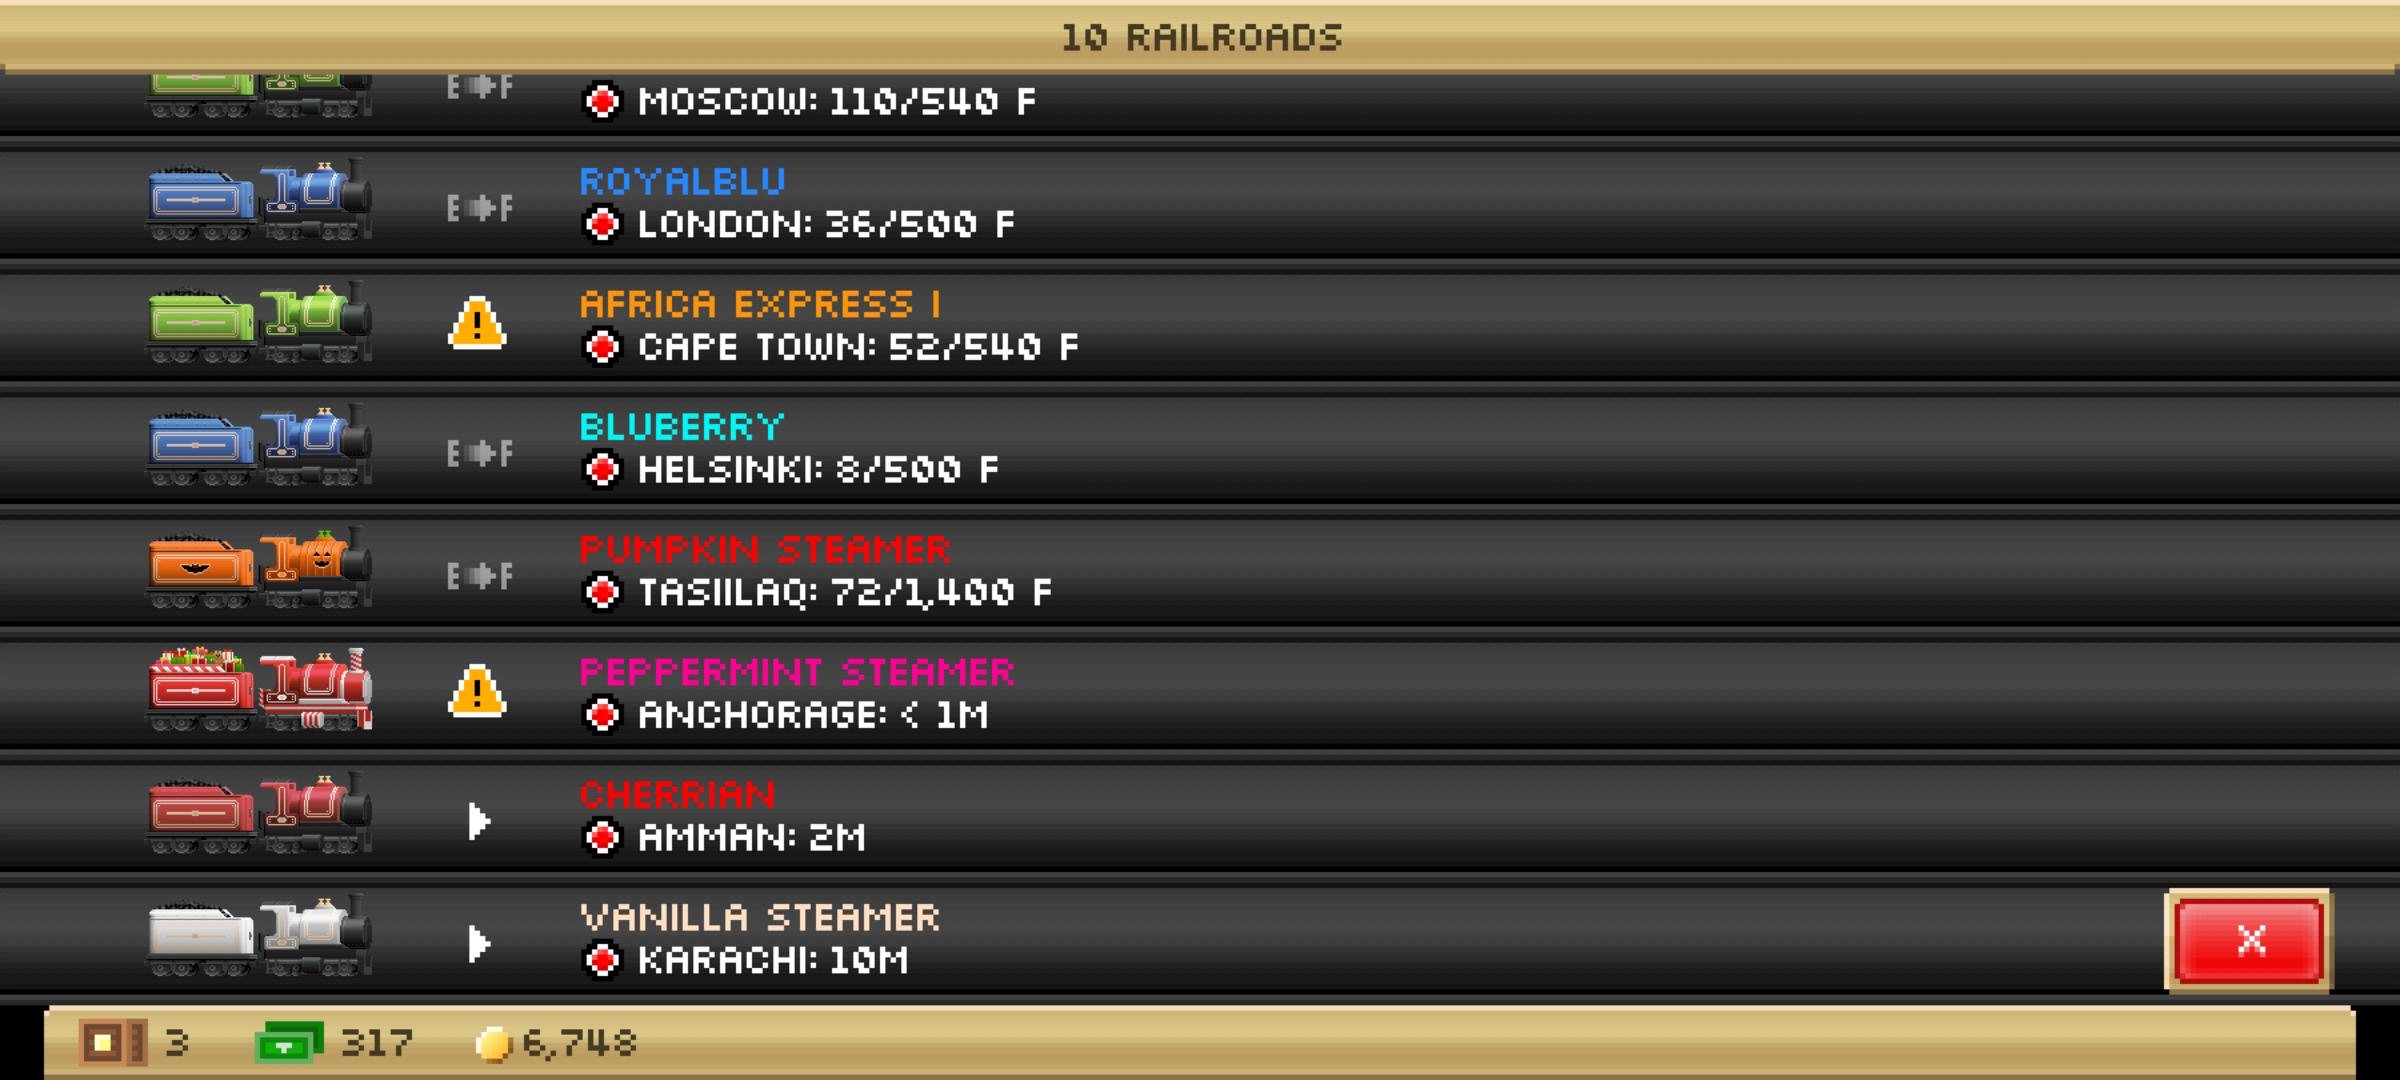 10 RAILROADS
E F
MOSCOW: 110/540 F
ROYALBLU
E F
LONDON: 36/500 F
AFRICA EXPRESS I
CAPE TOWN: 52/540 F
BLUBERRY
E F
HELSINKI: 8/500 F
PUMPKIN STEAMER
E F
TASIILAQ: 72/1,400 F
PEPPERMINT STEAMER
ANCHORAGE: < 1M
CHERRIAN
AMMAN: 2M
VANILLA STEAMER
KARACHI: 10M
X
3 317 6,748